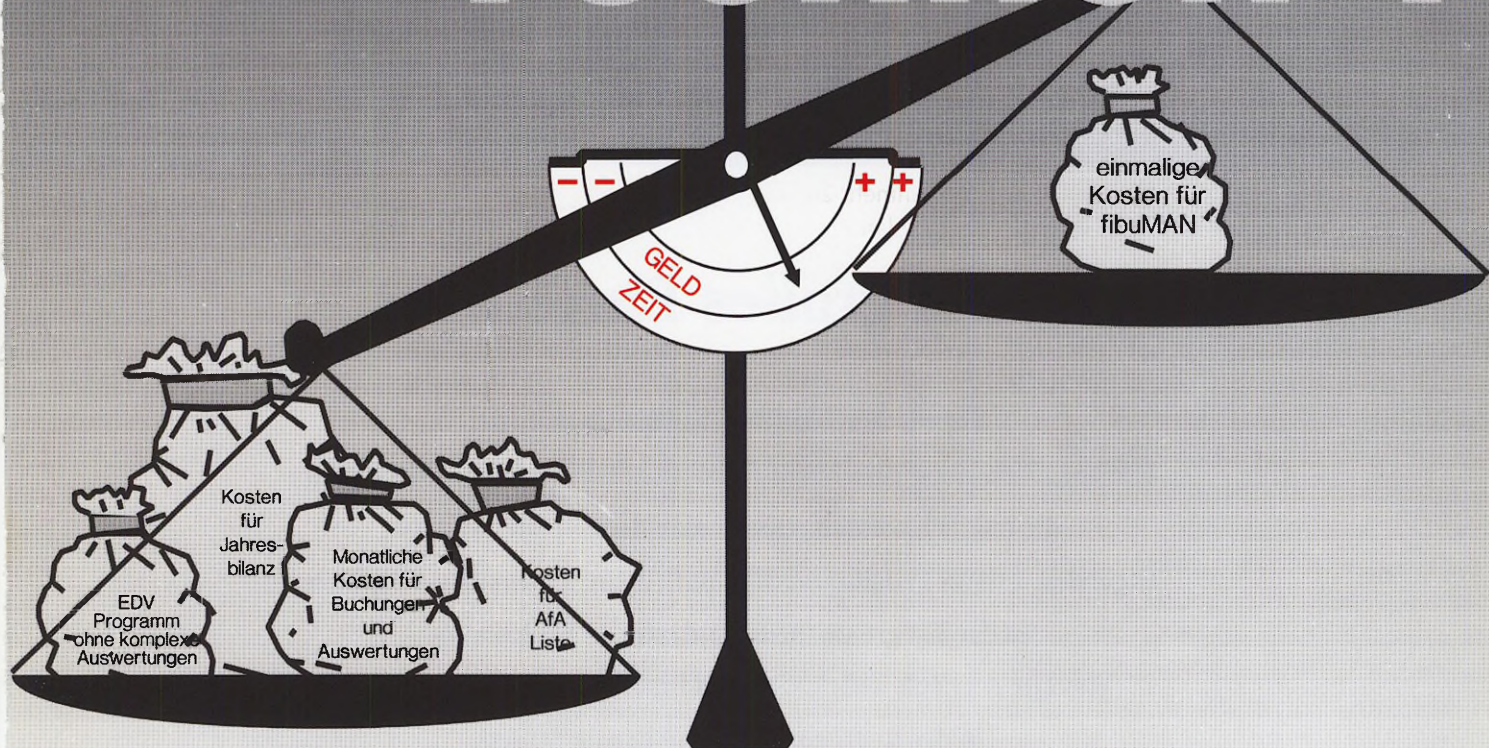 einmalige
Kosten für
fibuMAN
− − + +
GELD
ZEIT
Kosten
für
Jahres-
bilanz
Monatliche
Kosten für
Buchungen
und
Auswertungen
Kosten
für
AfA
Liste
EDV
Programm
ohne komplexe
Auswertungen